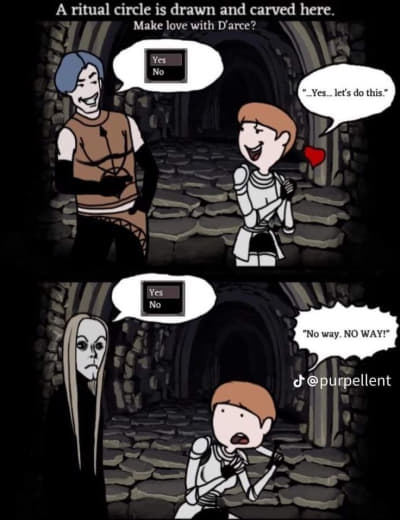 A ritual circle is drawn and carved here.
Make love with D'arce?
Yes
No
"...Yes... let's do this."
Yes
No
"No way. NO WAY!"
@purpellent